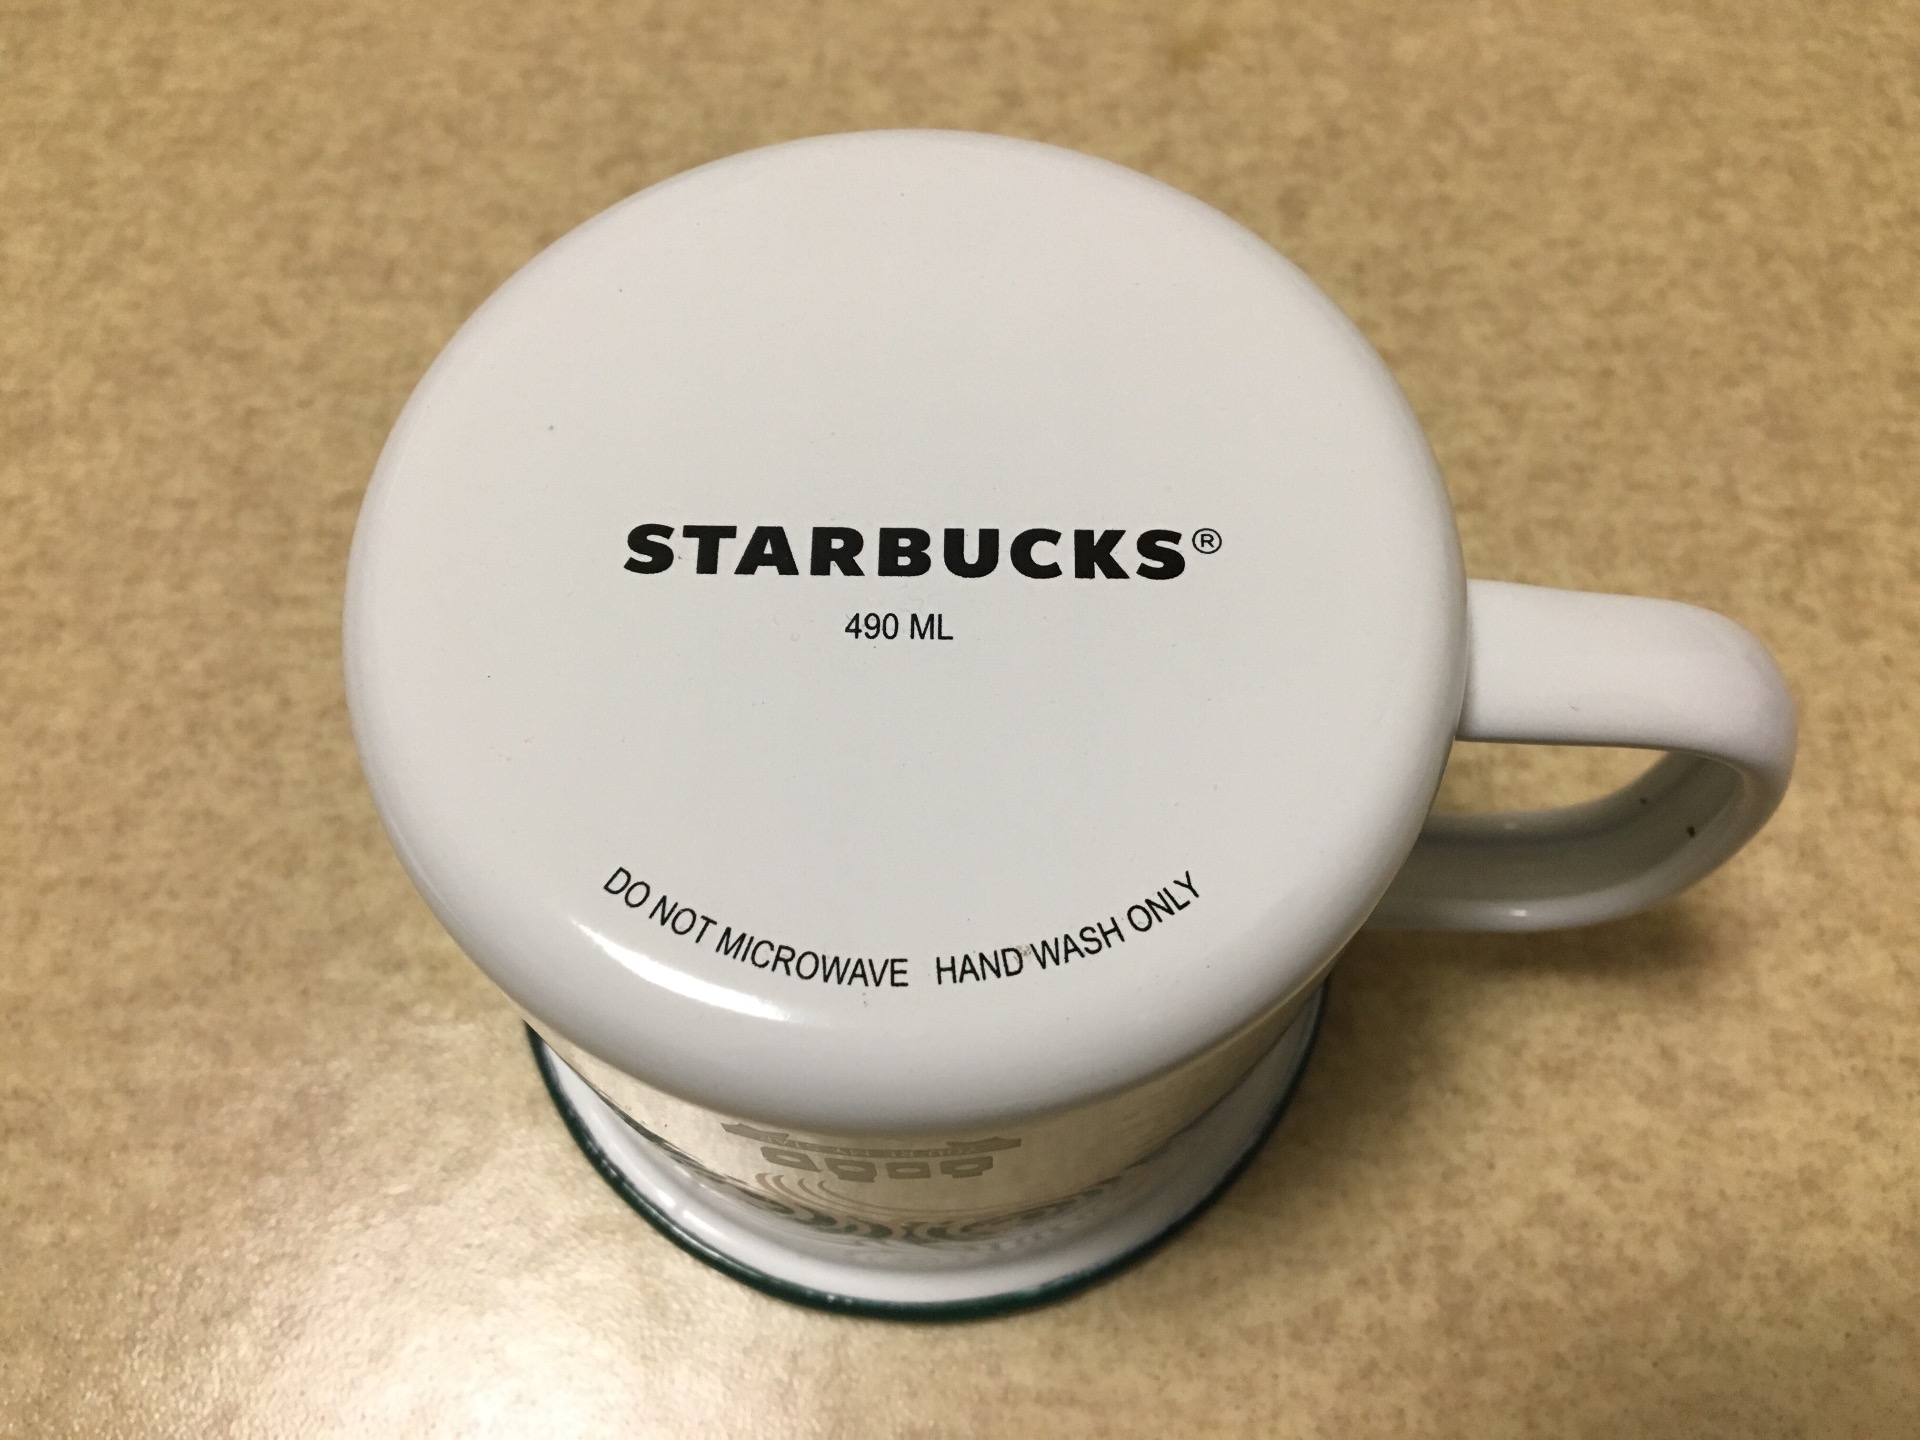 STARBUCKS®
490 ML
DO NOT MICROWAVE HAND WASH ONLY